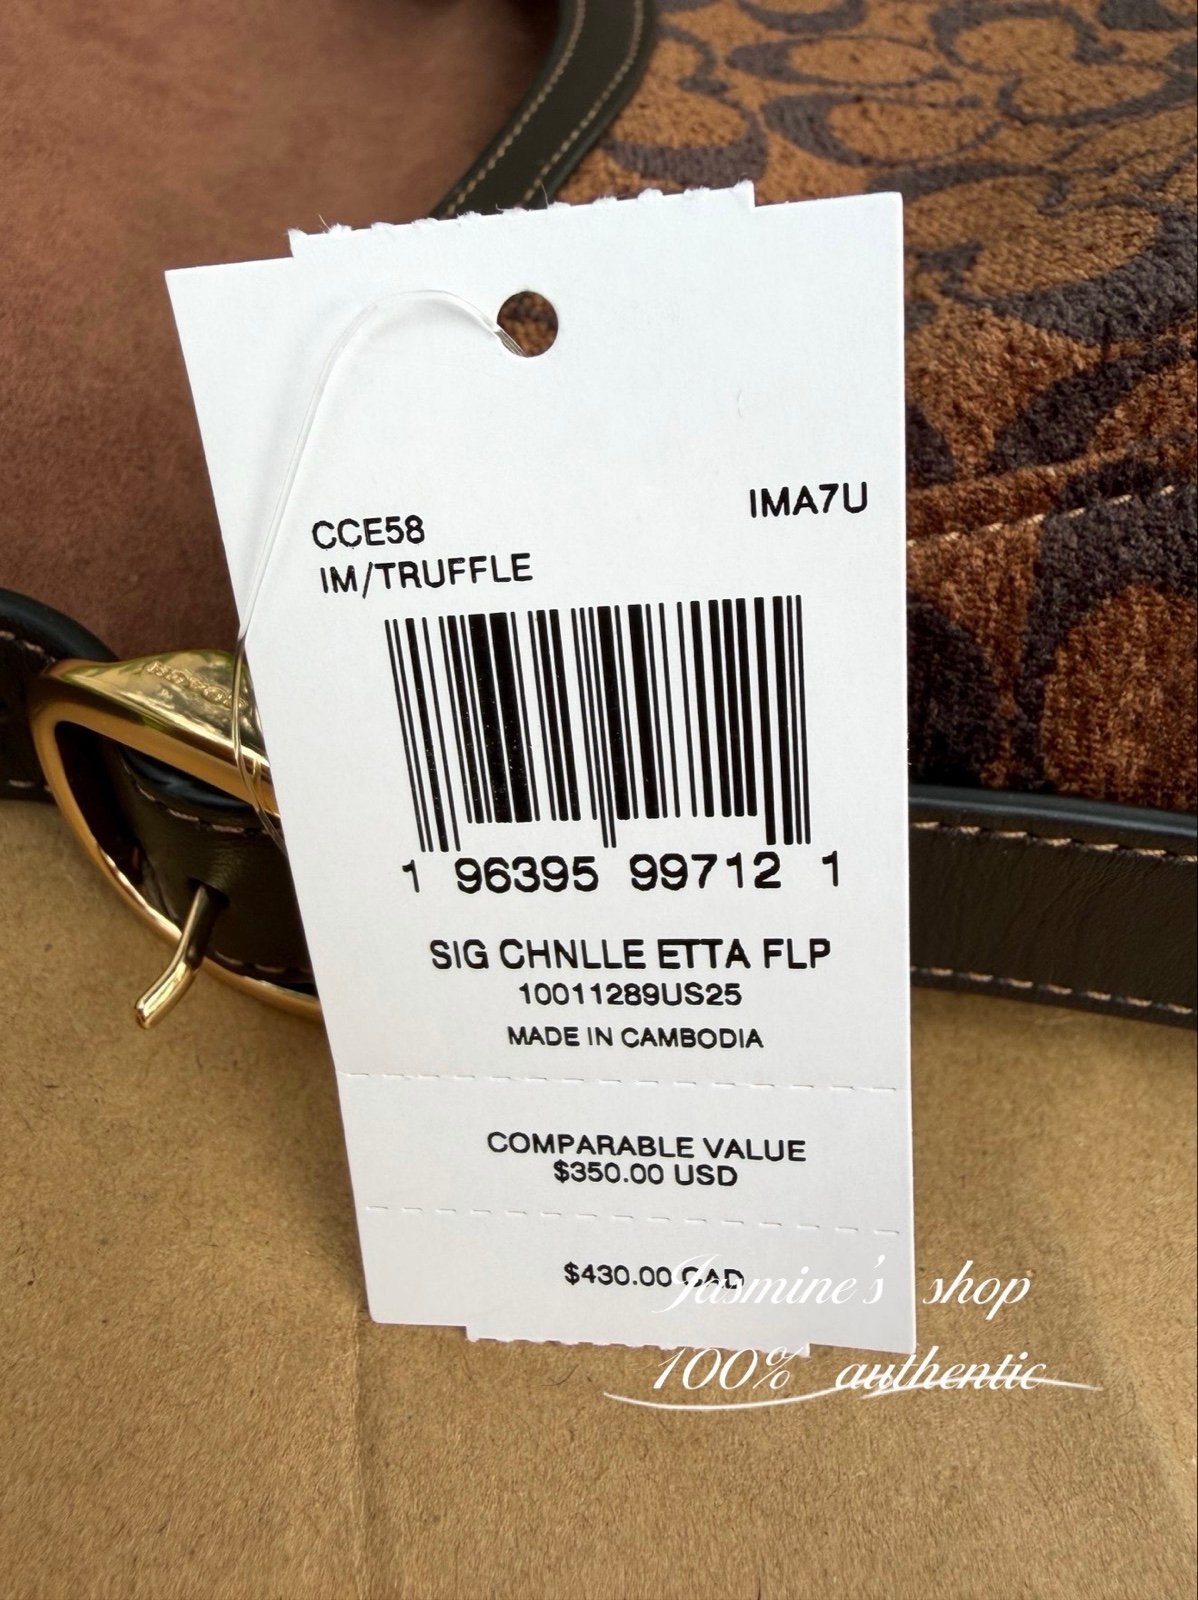 IMA7U
CCE58
IM/TRUFFLE
1 96395 99712 1
SIG CHNLLE ETTA FLP
10011289US25
MADE IN CAMBODIA
COMPARABLE VALUE
$350.00 USD
$430.00 CAD
Jasmine's shop
100% authentic
COACH